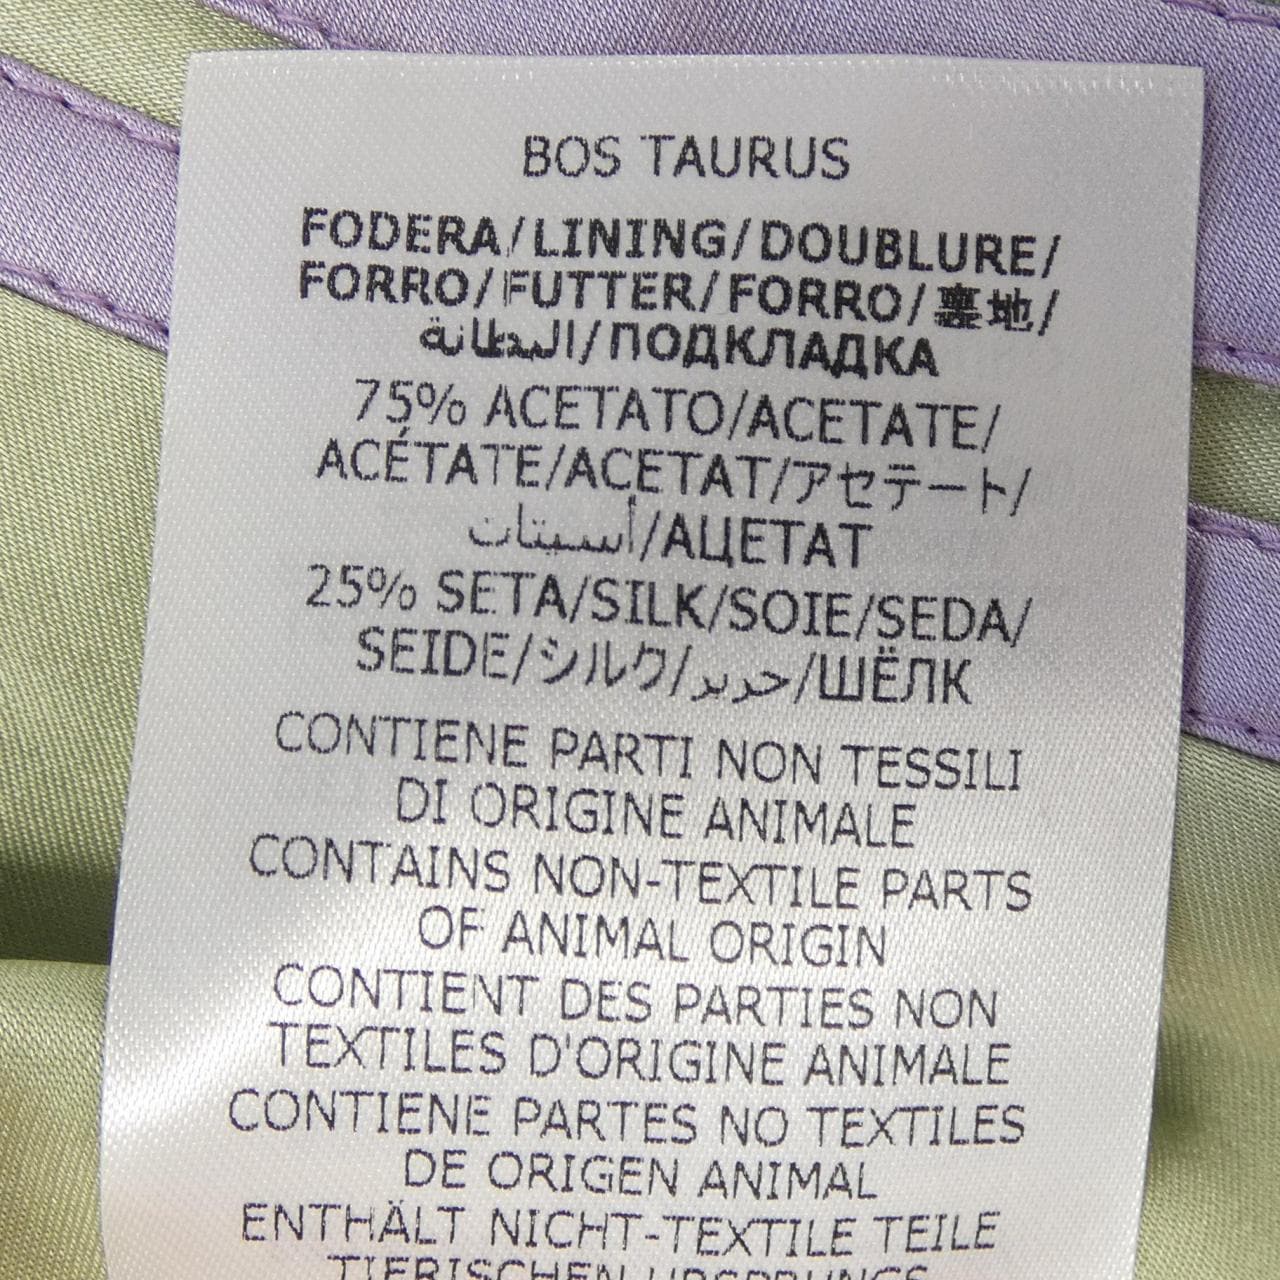 BOS TAURUS
FODERA/LINING/DOUBLURE/
FORRO/FUTTER/FORRO/裏地/
البطانة/ПОДКЛАДКА
75% ACETATO/ACETATE/
ACÉTATE/ACETAT/アセテート/
أسيتات/АЦЕТАТ
25% SETA/SILK/SOIE/SEDA/
SEIDE/シルク/حرير/ШЁЛК
CONTIENE PARTI NON TESSILI
DI ORIGINE ANIMALE
CONTAINS NON-TEXTILE PARTS
OF ANIMAL ORIGIN
CONTIENT DES PARTIES NON
TEXTILES D'ORIGINE ANIMALE
CONTIENE PARTES NO TEXTILES
DE ORIGEN ANIMAL
ENTHÄLT NICHT-TEXTILE TEILE
TIERISCHEN URSPRUNGS